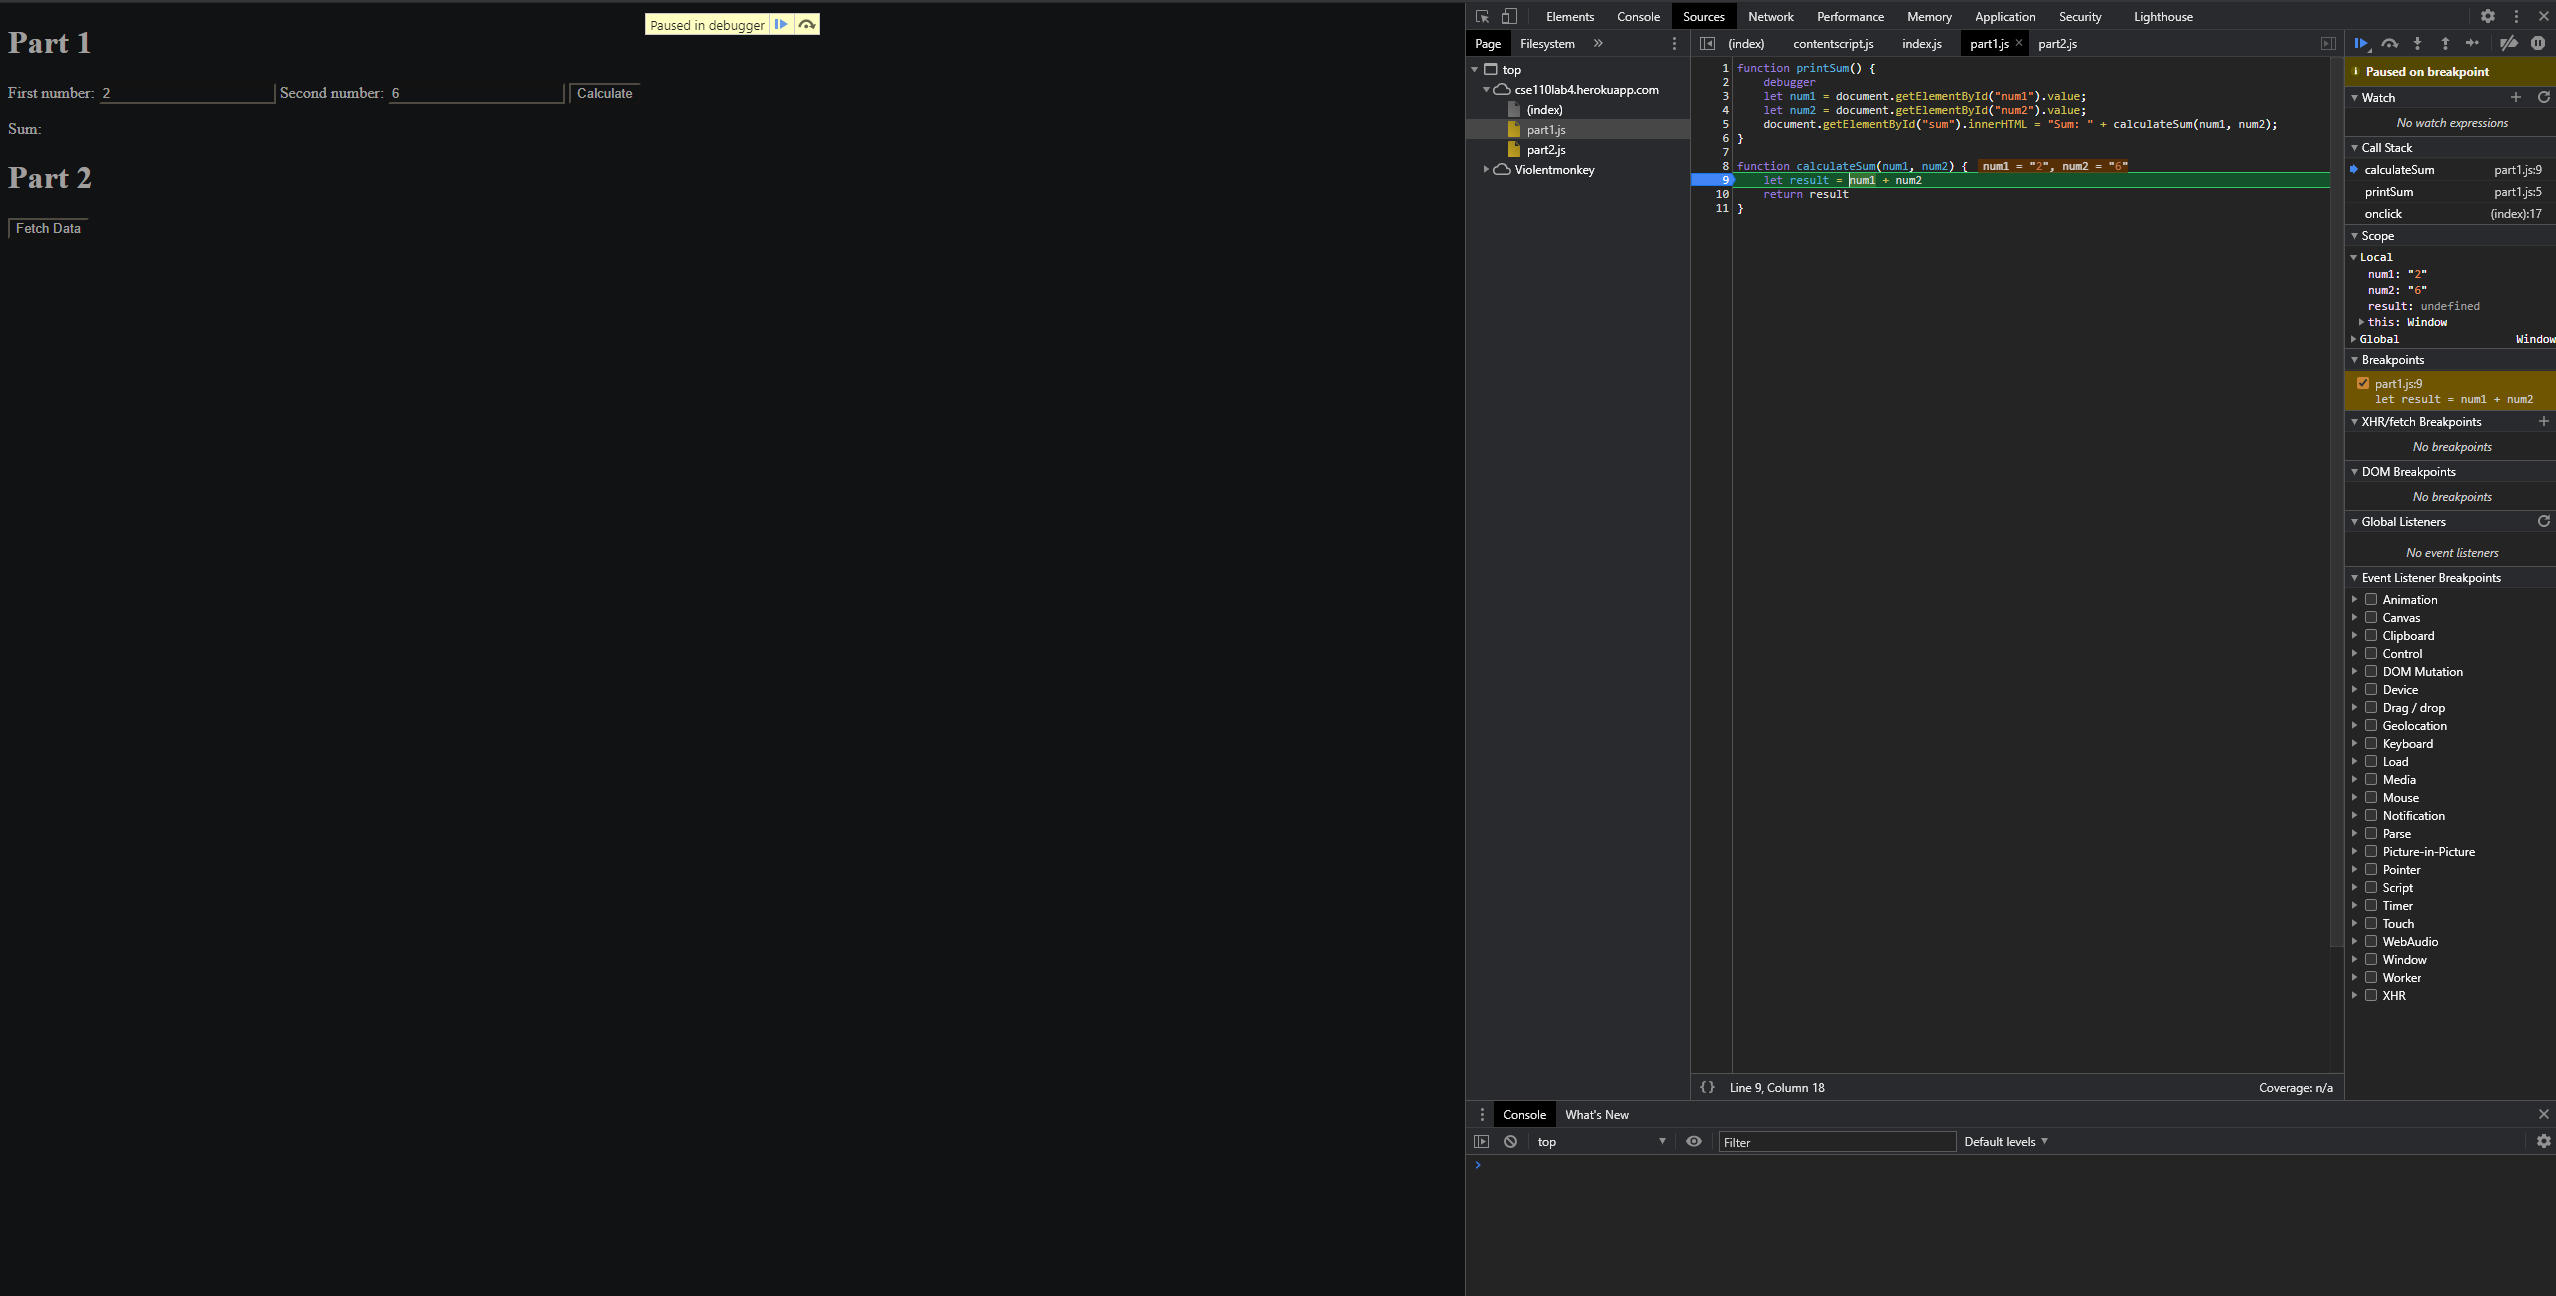 Paused in debugger
Part 1
First number: 2 Second number: 6 Calculate
Sum:
Part 2
Fetch Data
Elements Console Sources Network Performance Memory Application Security Lighthouse
Page Filesystem »
top
cse110lab4.herokuapp.com
(index)
part1.js
part2.js
Violentmonkey
(index) contentscript.js index.js part1.js × part2.js
1 function printSum() {
2 debugger
3 let num1 = document.getElementById("num1").value;
4 let num2 = document.getElementById("num2").value;
5 document.getElementById("sum").innerHTML = "Sum: " + calculateSum(num1, num2);
6 }
7
8 function calculateSum(num1, num2) { num1 = "2", num2 = "6"
9 let result = num1 + num2
10 return result
11 }
{} Line 9, Column 18 Coverage: n/a
Paused on breakpoint
Watch
No watch expressions
Call Stack
calculateSum part1.js:9
printSum part1.js:5
onclick (index):17
Scope
Local
num1: "2"
num2: "6"
result: undefined
this: Window
Global Window
Breakpoints
part1.js:9
let result = num1 + num2
XHR/fetch Breakpoints
No breakpoints
DOM Breakpoints
No breakpoints
Global Listeners
No event listeners
Event Listener Breakpoints
Animation
Canvas
Clipboard
Control
DOM Mutation
Device
Drag / drop
Geolocation
Keyboard
Load
Media
Mouse
Notification
Parse
Picture-in-Picture
Pointer
Script
Timer
Touch
WebAudio
Window
Worker
XHR
Console What's New
top Filter Default levels